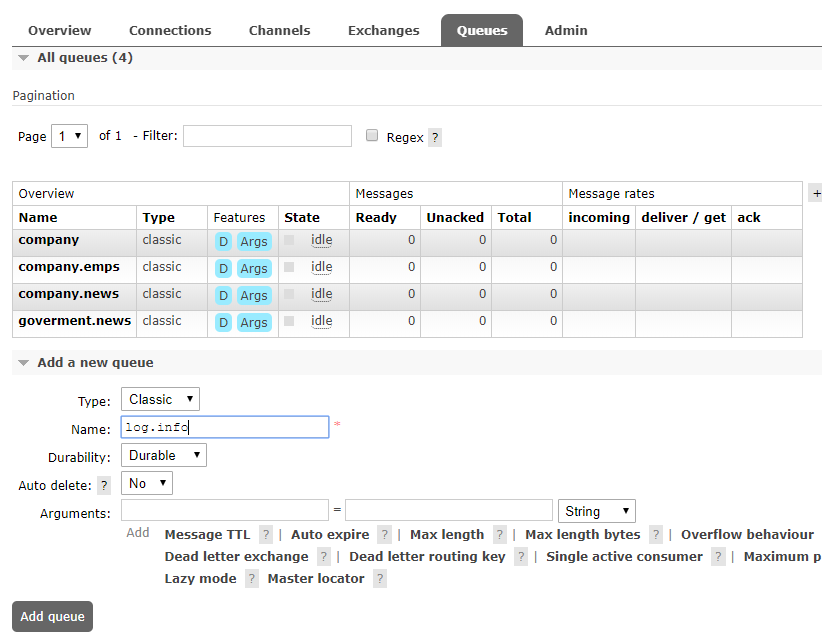 Overview Connections Channels Exchanges Queues Admin
All queues (4)
Pagination
Page 1 of 1 - Filter: Regex ?
Overview Messages Message rates +
Name Type Features State Ready Unacked Total incoming deliver / get ack
company classic D Args idle 0 0 0
company.emps classic D Args idle 0 0 0
company.news classic D Args idle 0 0 0
goverment.news classic D Args idle 0 0 0
Add a new queue
Type: Classic
Name: log.info *
Durability: Durable
Auto delete: ? No
Arguments: = String
Add Message TTL ? | Auto expire ? | Max length ? | Max length bytes ? | Overflow behaviour
Dead letter exchange ? | Dead letter routing key ? | Single active consumer ? | Maximum p
Lazy mode ? Master locator ?
Add queue